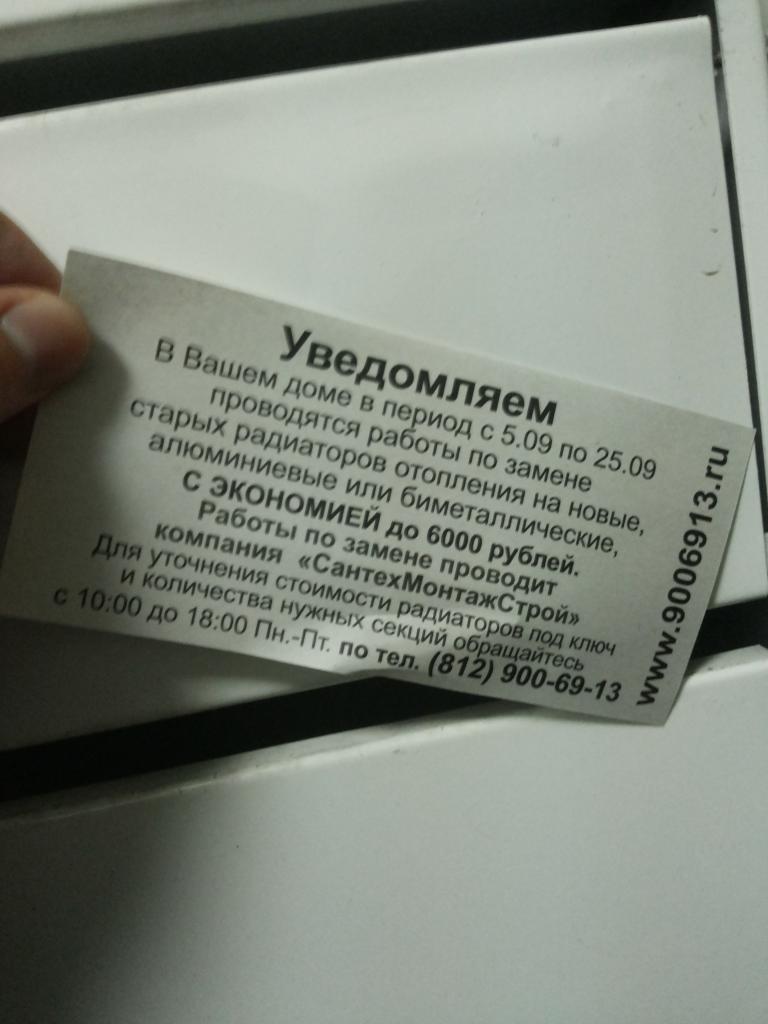 Уведомляем
В Вашем доме в период с 5.09 по 25.09
проводятся работы по замене
старых радиаторов отопления на новые,
алюминиевые или биметаллические,
С ЭКОНОМИЕЙ до 6000 рублей.
Работы по замене проводит
компания «СантехМонтажСтрой»
Для уточнения стоимости радиаторов под ключ
и количества нужных секций обращайтесь
с 10:00 до 18:00 Пн.-Пт. по тел. (812) 900-69-13
www.9006913.ru